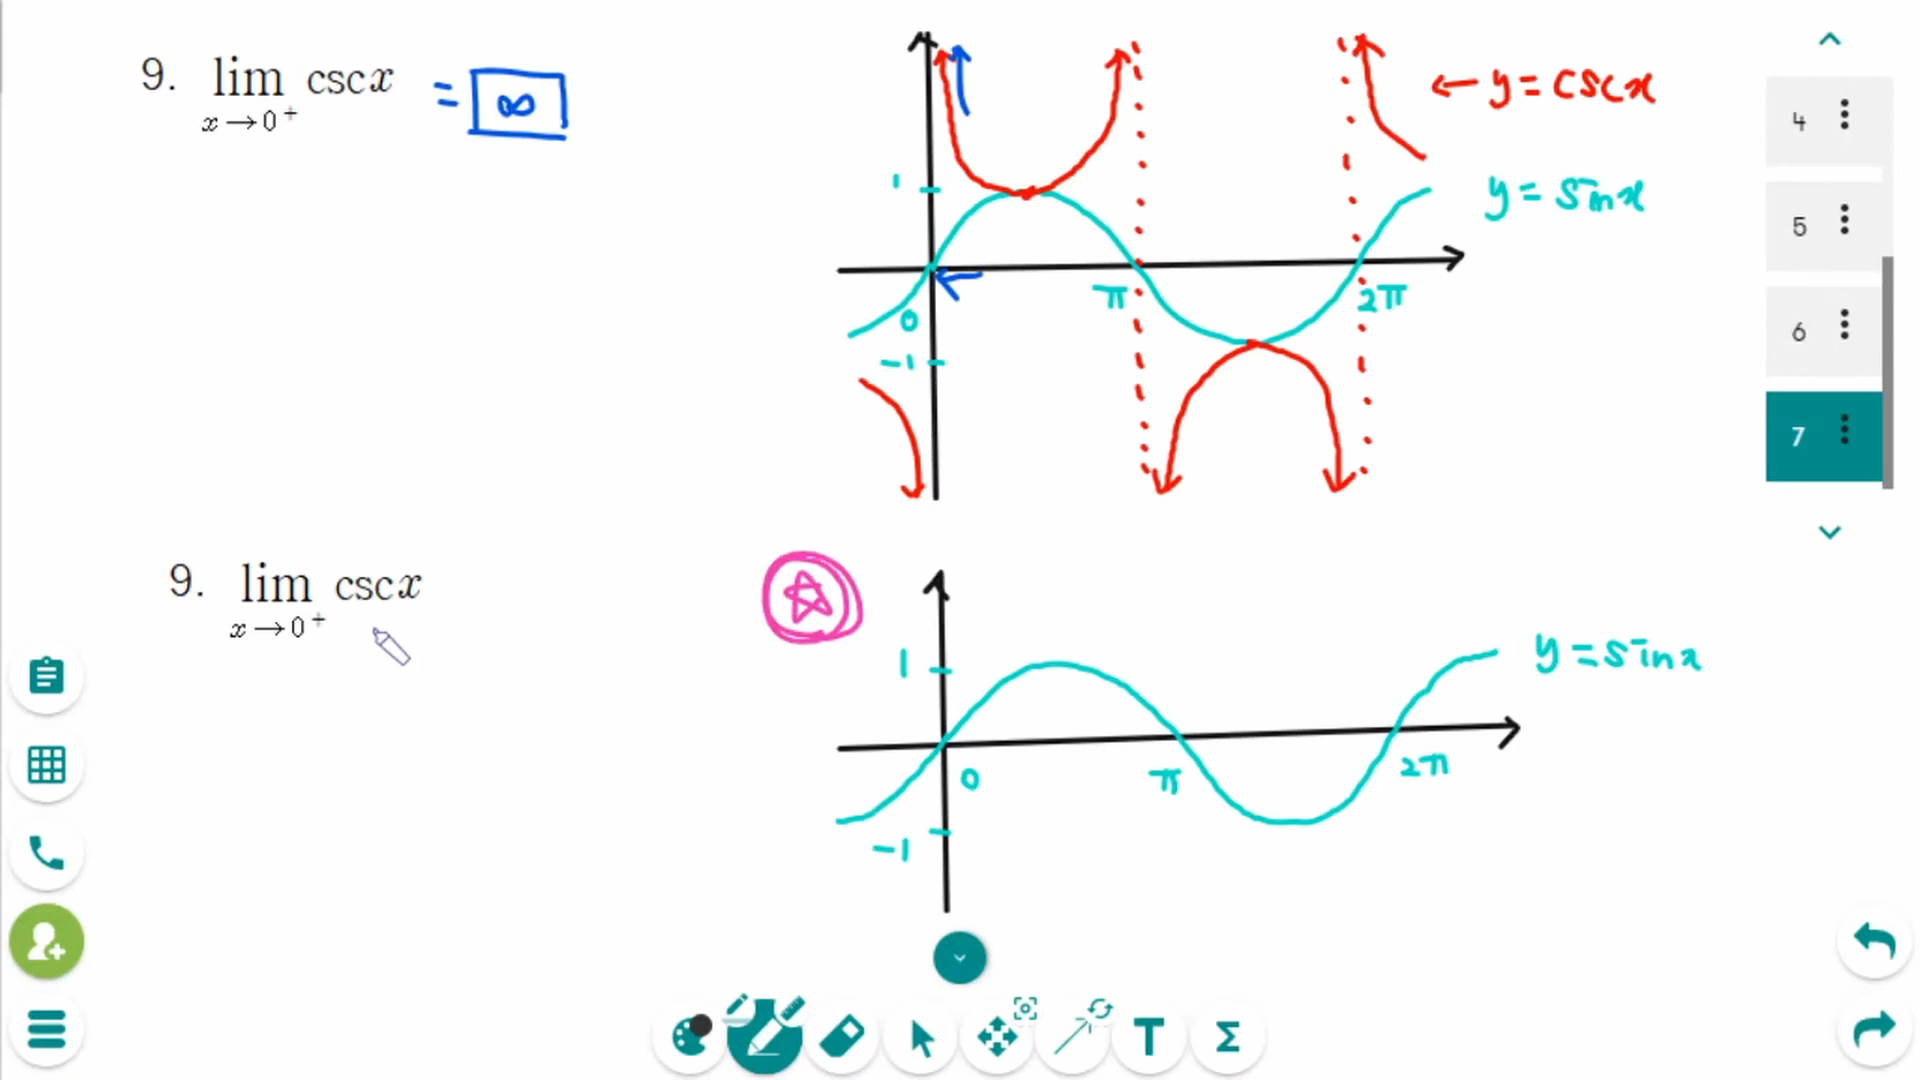 9. lim csc x = ∞
x → 0⁺
1
0
-1
π
2π
← y = csc x
y = sin x
4
5
6
7
9. lim csc x
x → 0⁺
1
0
-1
π
2π
y = sin x
T
Σ